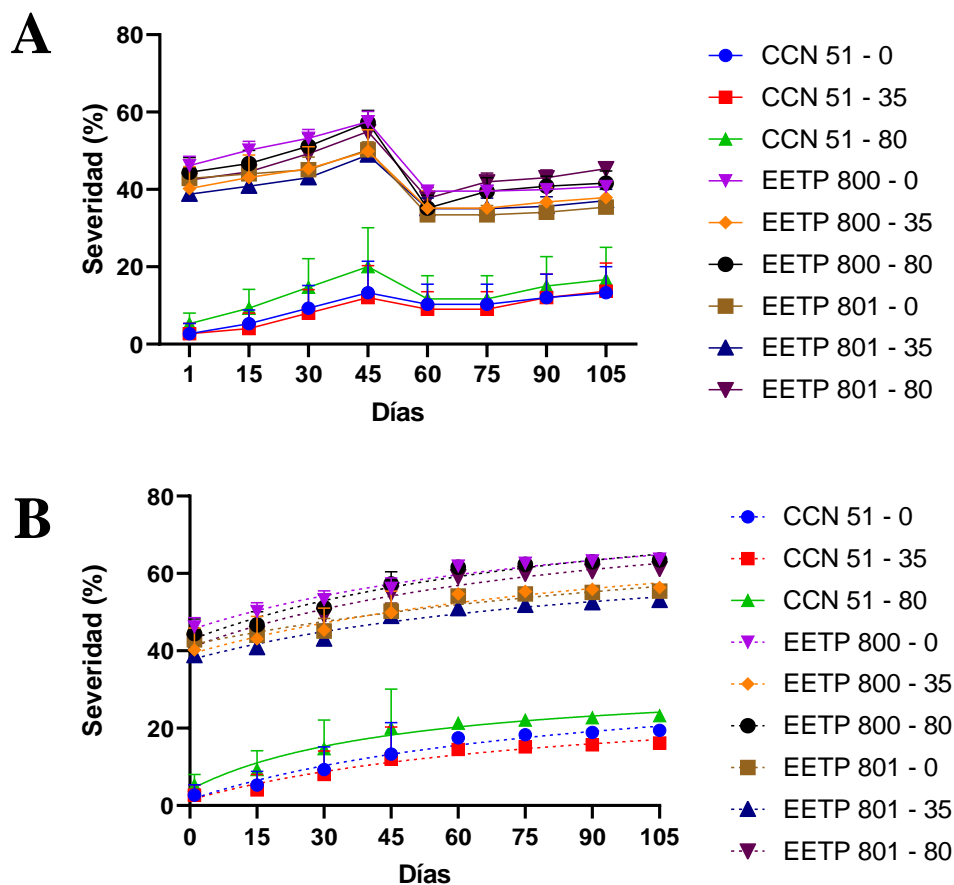 A
Severidad (%)
80
60
40
20
0
1 15 30 45 60 75 90 105
Días
CCN 51 - 0
CCN 51 - 35
CCN 51 - 80
EETP 800 - 0
EETP 800 - 35
EETP 800 - 80
EETP 801 - 0
EETP 801 - 35
EETP 801 - 80
B
Severidad (%)
80
60
40
20
0
0 15 30 45 60 75 90 105
Días
CCN 51 - 0
CCN 51 - 35
CCN 51 - 80
EETP 800 - 0
EETP 800 - 35
EETP 800 - 80
EETP 801 - 0
EETP 801 - 35
EETP 801 - 80